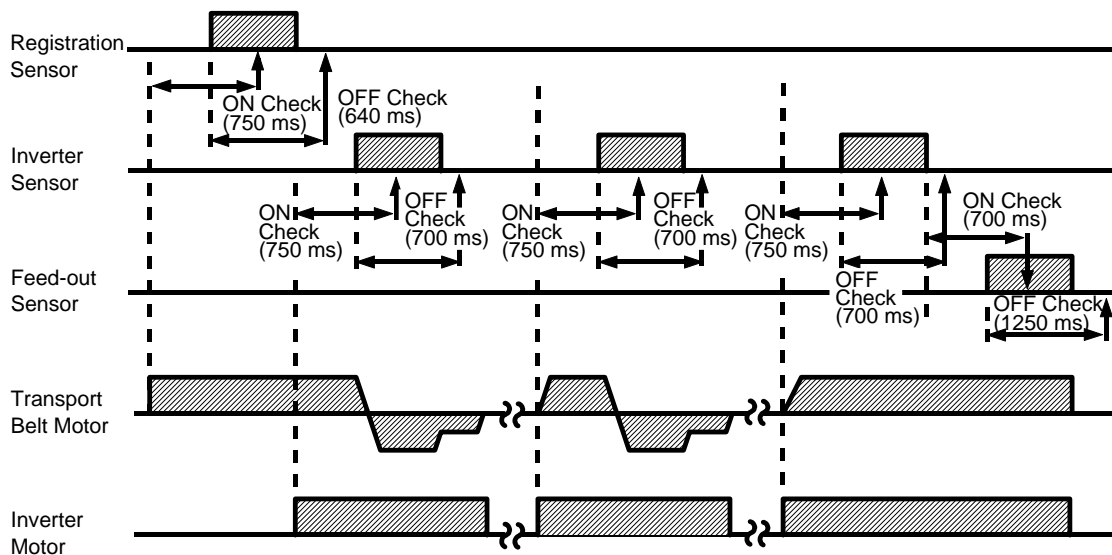 Registration
Sensor
ON Check
(750 ms)
OFF Check
(640 ms)
Inverter
Sensor
ON
Check
(750 ms)
OFF
Check
(700 ms)
ON
Check
(750 ms)
OFF
Check
(700 ms)
ON
Check
(750 ms)
OFF
Check
(700 ms)
ON Check
(700 ms)
Feed-out
Sensor
OFF Check
(1250 ms)
Transport
Belt Motor
Inverter
Motor